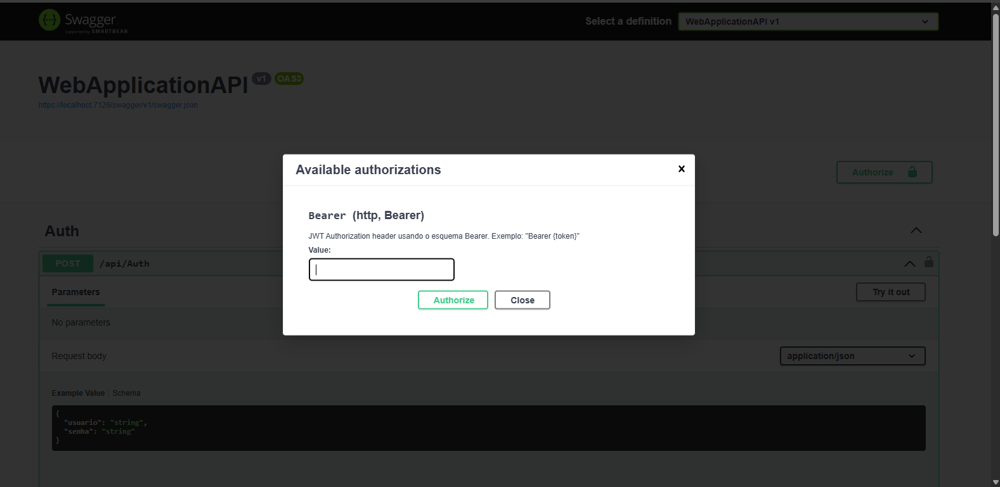 Swagger
Supported by SMARTBEAR
Select a definition
WebApplicationAPI v1
WebApplicationAPI v1 OAS3
https://localhost:7126/swagger/v1/swagger.json
Authorize
Available authorizations
Bearer (http, Bearer)
JWT Authorization header usando o esquema Bearer. Exemplo: "Bearer {token}"
Value:
Authorize Close
Auth
POST /api/Auth
Parameters
Try it out
No parameters
Request body
application/json
Example Value | Schema
{
"usuario": "string",
"senha": "string"
}